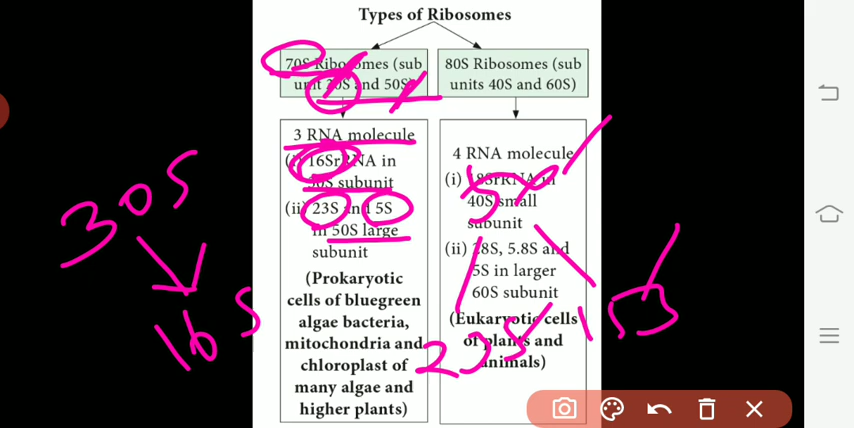 Types of Ribosomes
70S Ribosomes (sub
unit 30S and 50S)
80S Ribosomes (sub
units 40S and 60S)
3 RNA molecule
(i) 16SrRNA in
30S subunit
(ii) 23S and 5S
in 50S large
subunit
(Prokaryotic
cells of bluegreen
algae bacteria,
mitochondria and
chloroplast of
many algae and
higher plants)
4 RNA molecule
(i) 18SrRNA in
40S small
subunit
(ii) 28S, 5.8S and
5S in larger
60S subunit
(Eukaryotic cells
of plants and
animals)
30S
16S
23S